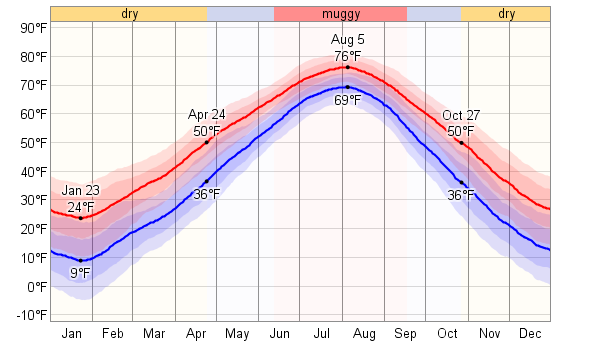 dry muggy dry
90°F
80°F
70°F
60°F
50°F
40°F
30°F
20°F
10°F
0°F
-10°F
Jan 23
24°F
9°F
Apr 24
50°F
36°F
Aug 5
76°F
69°F
Oct 27
50°F
36°F
Jan Feb Mar Apr May Jun Jul Aug Sep Oct Nov Dec